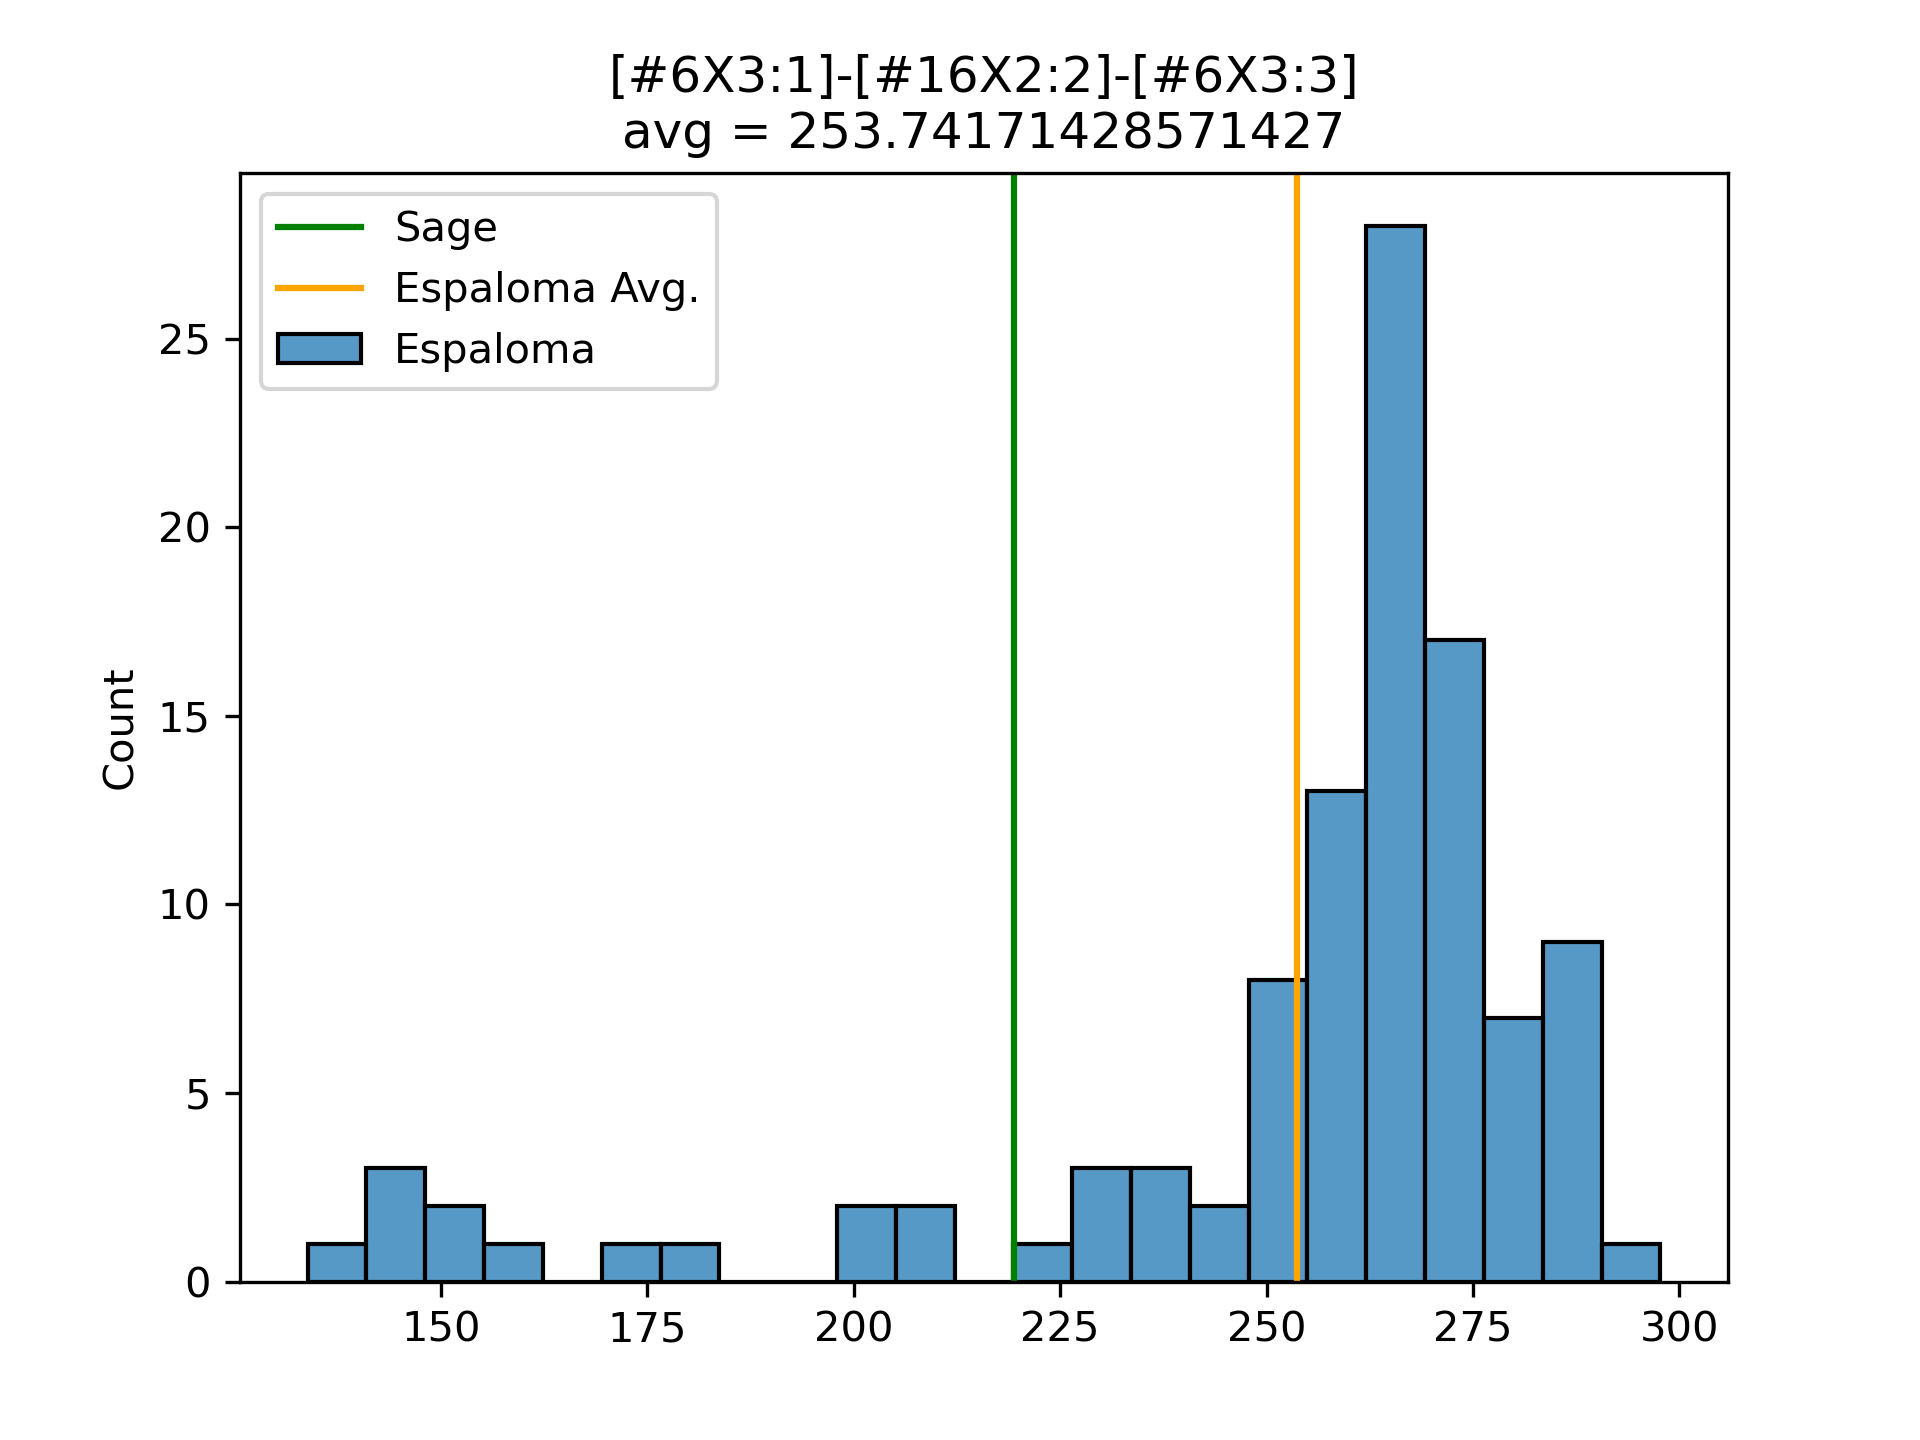 [#6X3:1]-[#16X2:2]-[#6X3:3]
avg = 253.74171428571427
Sage
Espaloma Avg.
Espaloma
Count
25
20
15
10
5
0
150 175 200 225 250 275 300